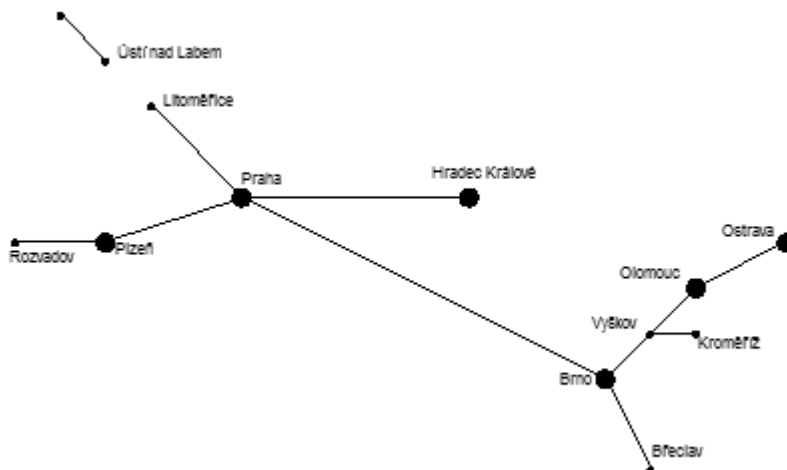 Ústí nad Labem
Litoměřice
Praha
Hradec Králové
Rozvadov
Plzeň
Ostrava
Olomouc
Vyškov
Kroměříž
Brno
Břeclav